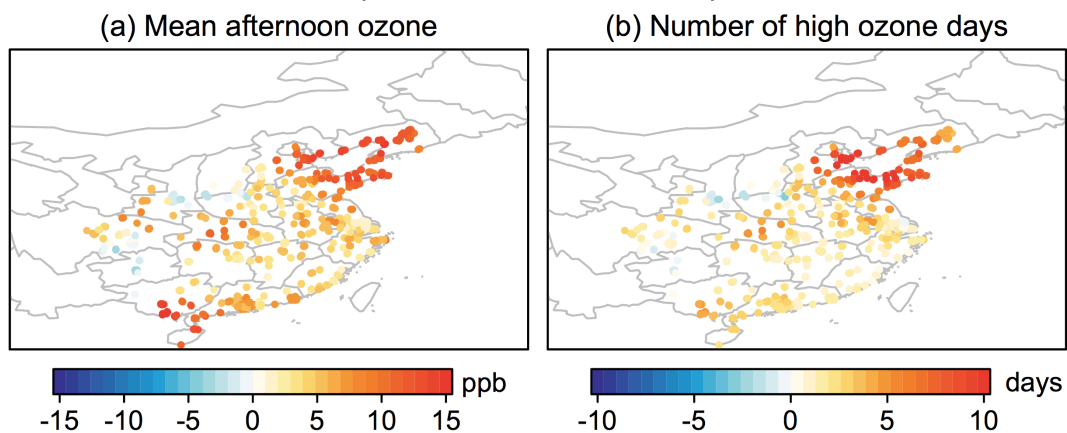 (a) Mean afternoon ozone
(b) Number of high ozone days
ppb
-15 -10 -5 0 5 10 15
days
-10 -5 0 5 10